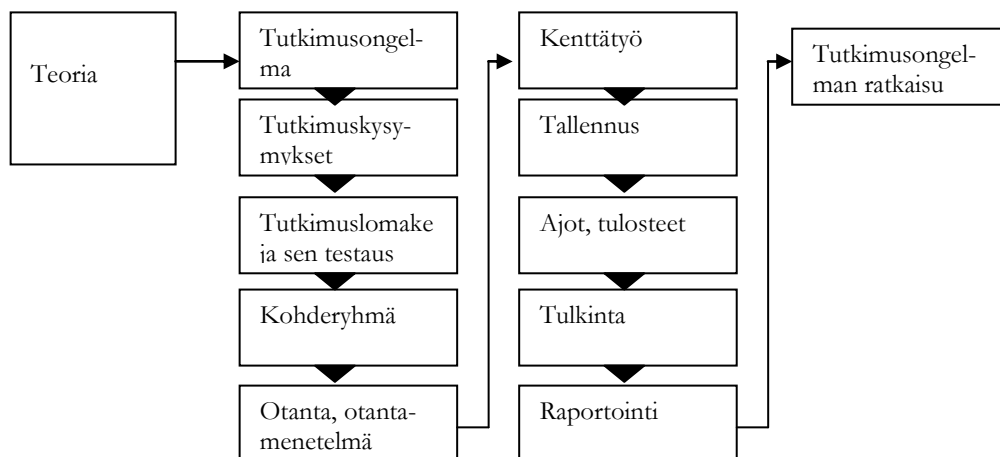 Teoria
Tutkimusongel-
ma
Tutkimuskysy-
mykset
Tutkimuslomake
ja sen testaus
Kohderyhmä
Otanta, otanta-
menetelmä
Kenttätyö
Tallennus
Ajot, tulosteet
Tulkinta
Raportointi
Tutkimusongel-
man ratkaisu